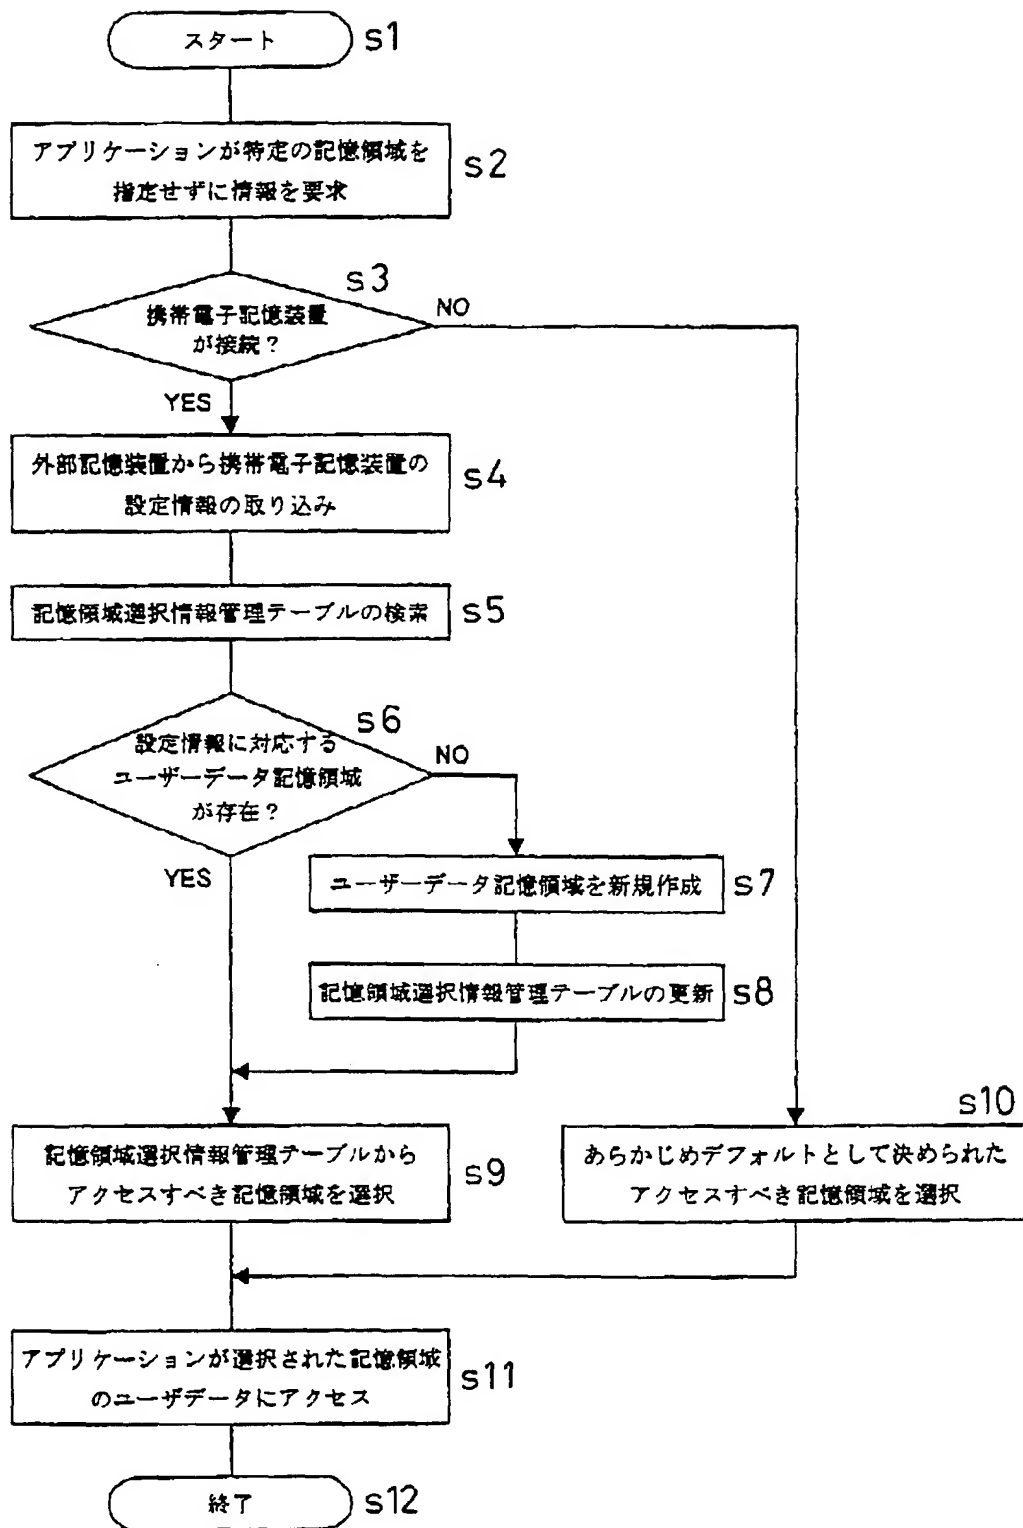 スタート s1
アプリケーションが特定の記憶領域を
指定せずに情報を要求
s2
s3
携帯電子記憶装置
が接続？
NO
YES
外部記憶装置から携帯電子記憶装置の
設定情報の取り込み
s4
記憶領域選択情報管理テーブルの検索 s5
s6
設定情報に対応する
ユーザーデータ記憶領域
が存在？
NO
YES
ユーザーデータ記憶領域を新規作成 s7
記憶領域選択情報管理テーブルの更新 s8
記憶領域選択情報管理テーブルから
アクセスすべき記憶領域を選択
s9
s10
あらかじめデフォルトとして決められた
アクセスすべき記憶領域を選択
アプリケーションが選択された記憶領域
のユーザデータにアクセス
s11
終了 s12